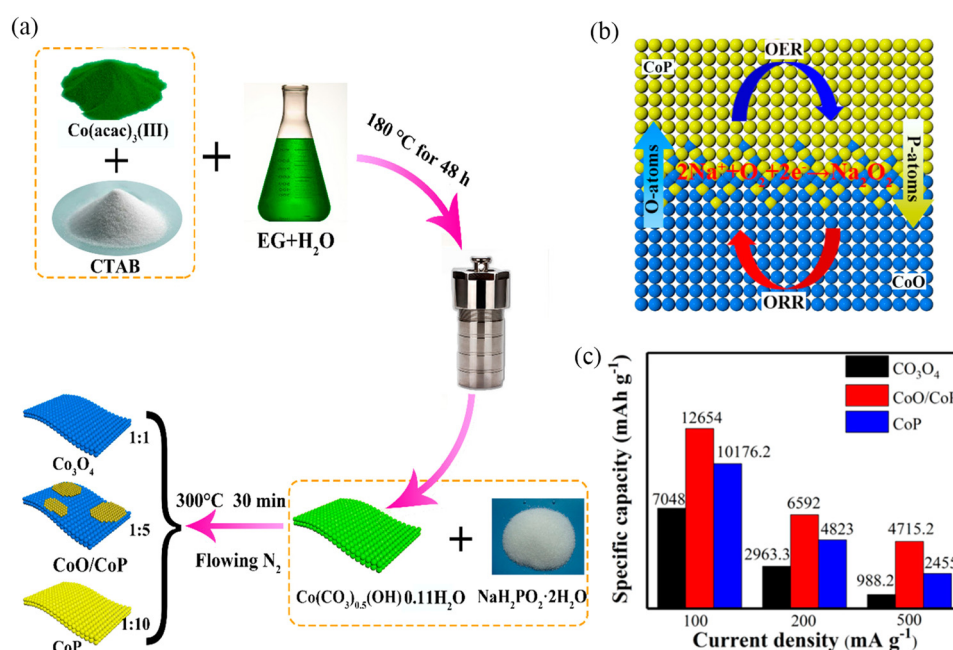 (a)
Co(acac)₃(III)
+
CTAB
+
EG+H₂O
180 °C for 48 h
1:1
Co₃O₄
1:5
CoO/CoP
1:10
CoP
300°C 30 min
Flowing N₂
Co(CO₃)₀.₅(OH) 0.11H₂O
+
NaH₂PO₂·2H₂O
(b)
CoP
OER
O-atoms
2Na⁺+O₂+2e⁻→Na₂O₂
P-atoms
CoO
ORR
(c)
Specific capacity (mAh g⁻¹)
CO₃O₄
CoO/CoP
CoP
7048
12654
10176.2
2963.3
6592
4823
988.2
4715.2
2455
100
200
500
Current density (mA g⁻¹)